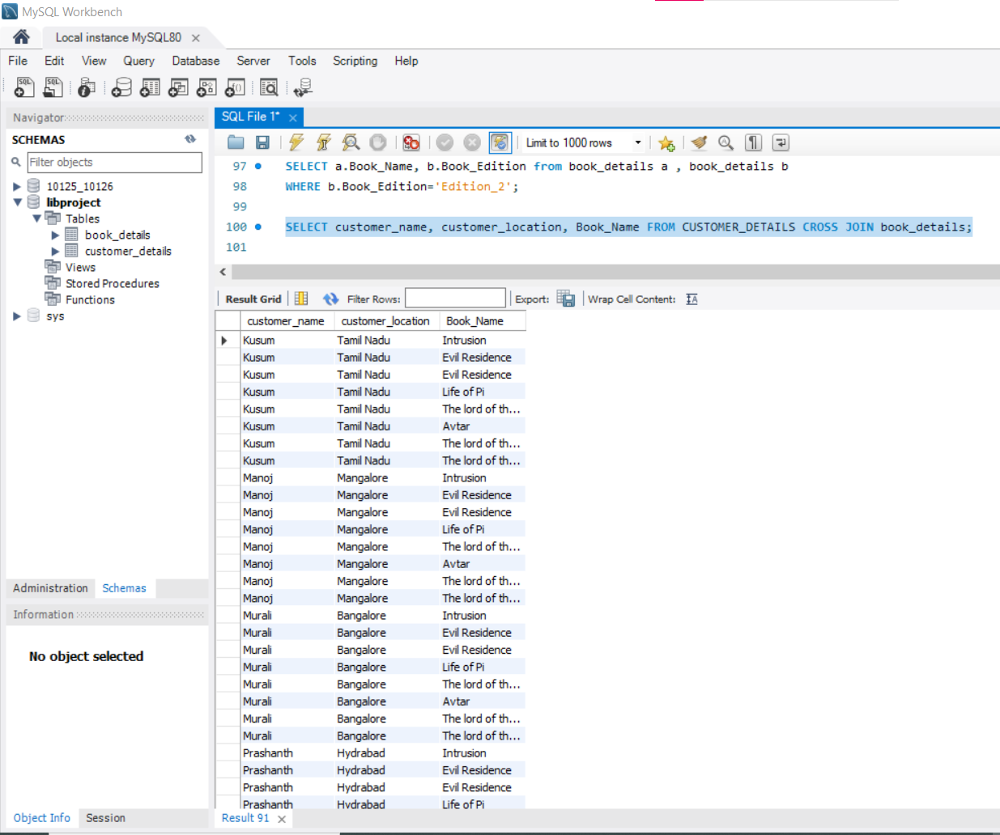 MySQL Workbench
Local instance MySQL80
File Edit View Query Database Server Tools Scripting Help
Navigator
SCHEMAS
Filter objects
10125_10126
libproject
Tables
book_details
customer_details
Views
Stored Procedures
Functions
sys
Administration Schemas
Information
No object selected
Object Info Session
SQL File 1*
Limit to 1000 rows
97 SELECT a.Book_Name, b.Book_Edition from book_details a , book_details b
98 WHERE b.Book_Edition='Edition_2';
99
100 SELECT customer_name, customer_location, Book_Name FROM CUSTOMER_DETAILS CROSS JOIN book_details;
101
Result Grid Filter Rows: Export: Wrap Cell Content:
customer_name customer_location Book_Name
Kusum Tamil Nadu Intrusion
Kusum Tamil Nadu Evil Residence
Kusum Tamil Nadu Evil Residence
Kusum Tamil Nadu Life of Pi
Kusum Tamil Nadu The lord of th...
Kusum Tamil Nadu Avtar
Kusum Tamil Nadu The lord of th...
Kusum Tamil Nadu The lord of th...
Manoj Mangalore Intrusion
Manoj Mangalore Evil Residence
Manoj Mangalore Evil Residence
Manoj Mangalore Life of Pi
Manoj Mangalore The lord of th...
Manoj Mangalore Avtar
Manoj Mangalore The lord of th...
Manoj Mangalore The lord of th...
Murali Bangalore Intrusion
Murali Bangalore Evil Residence
Murali Bangalore Evil Residence
Murali Bangalore Life of Pi
Murali Bangalore The lord of th...
Murali Bangalore Avtar
Murali Bangalore The lord of th...
Murali Bangalore The lord of th...
Prashanth Hydrabad Intrusion
Prashanth Hydrabad Evil Residence
Prashanth Hydrabad Evil Residence
Prashanth Hydrabad Life of Pi
Result 91